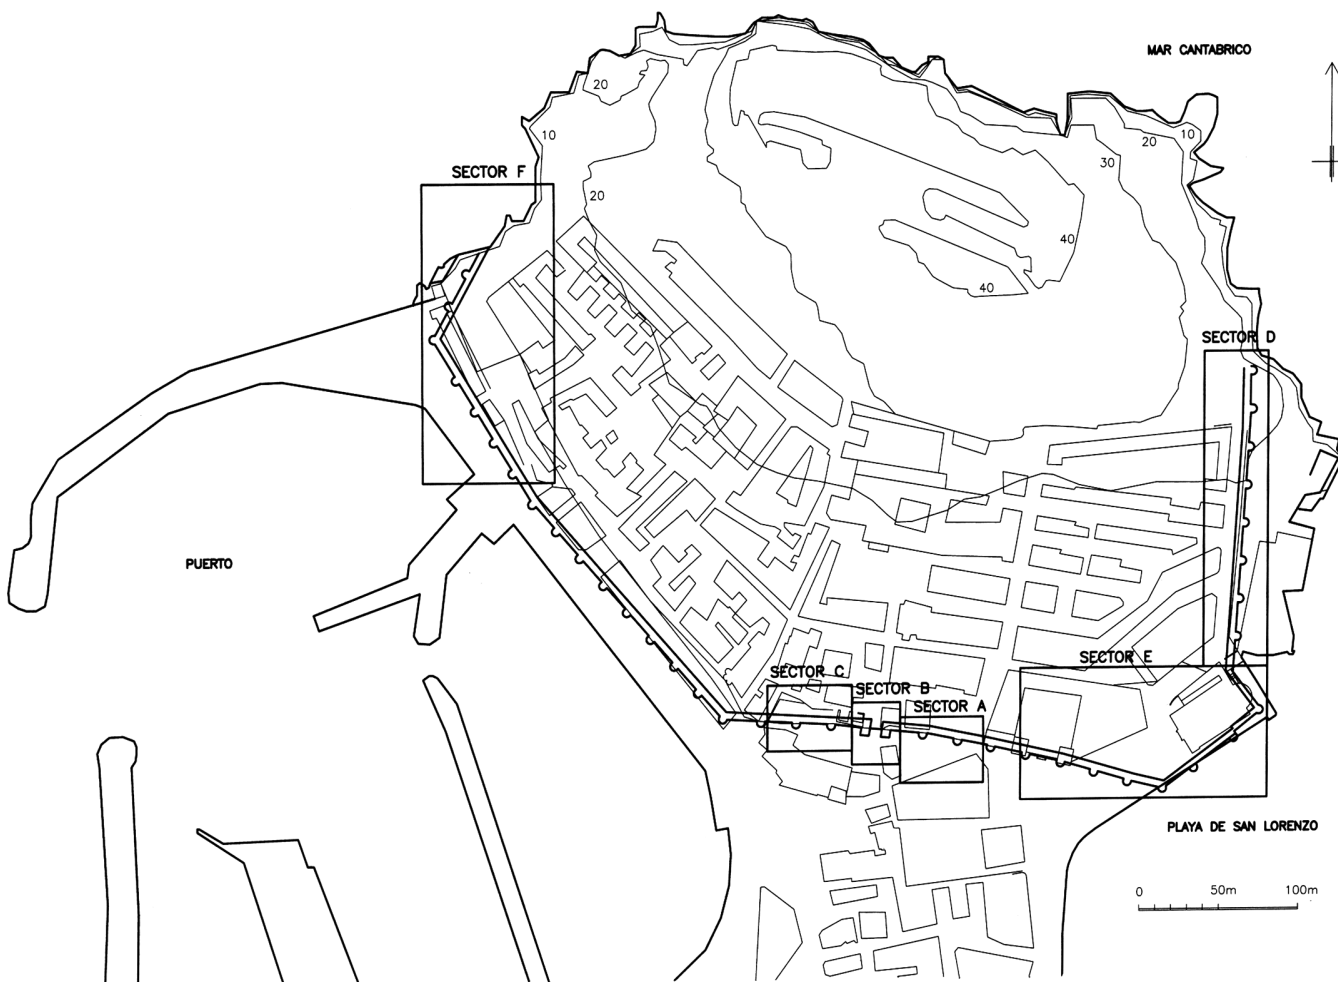 MAR CANTABRICO
20
10
10
20
30
SECTOR F
20
40
40
SECTOR D
PUERTO
SECTOR E
SECTOR C
SECTOR B
SECTOR A
PLAYA DE SAN LORENZO
0 50m 100m